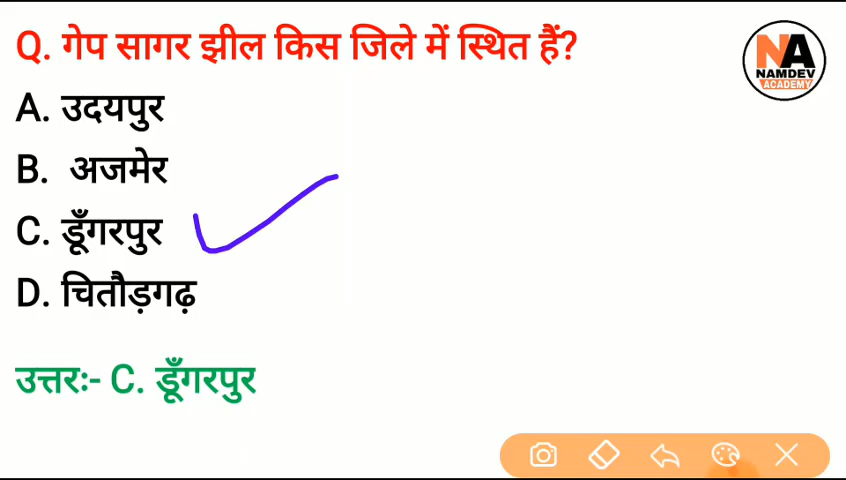 Q. गेप सागर झील किस जिले में स्थित हैं?
A. उदयपुर
B. अजमेर
C. डूँगरपुर
D. चितौड़गढ़
उत्तरः- C. डूँगरपुर
NA
NAMDEV
ACADEMY